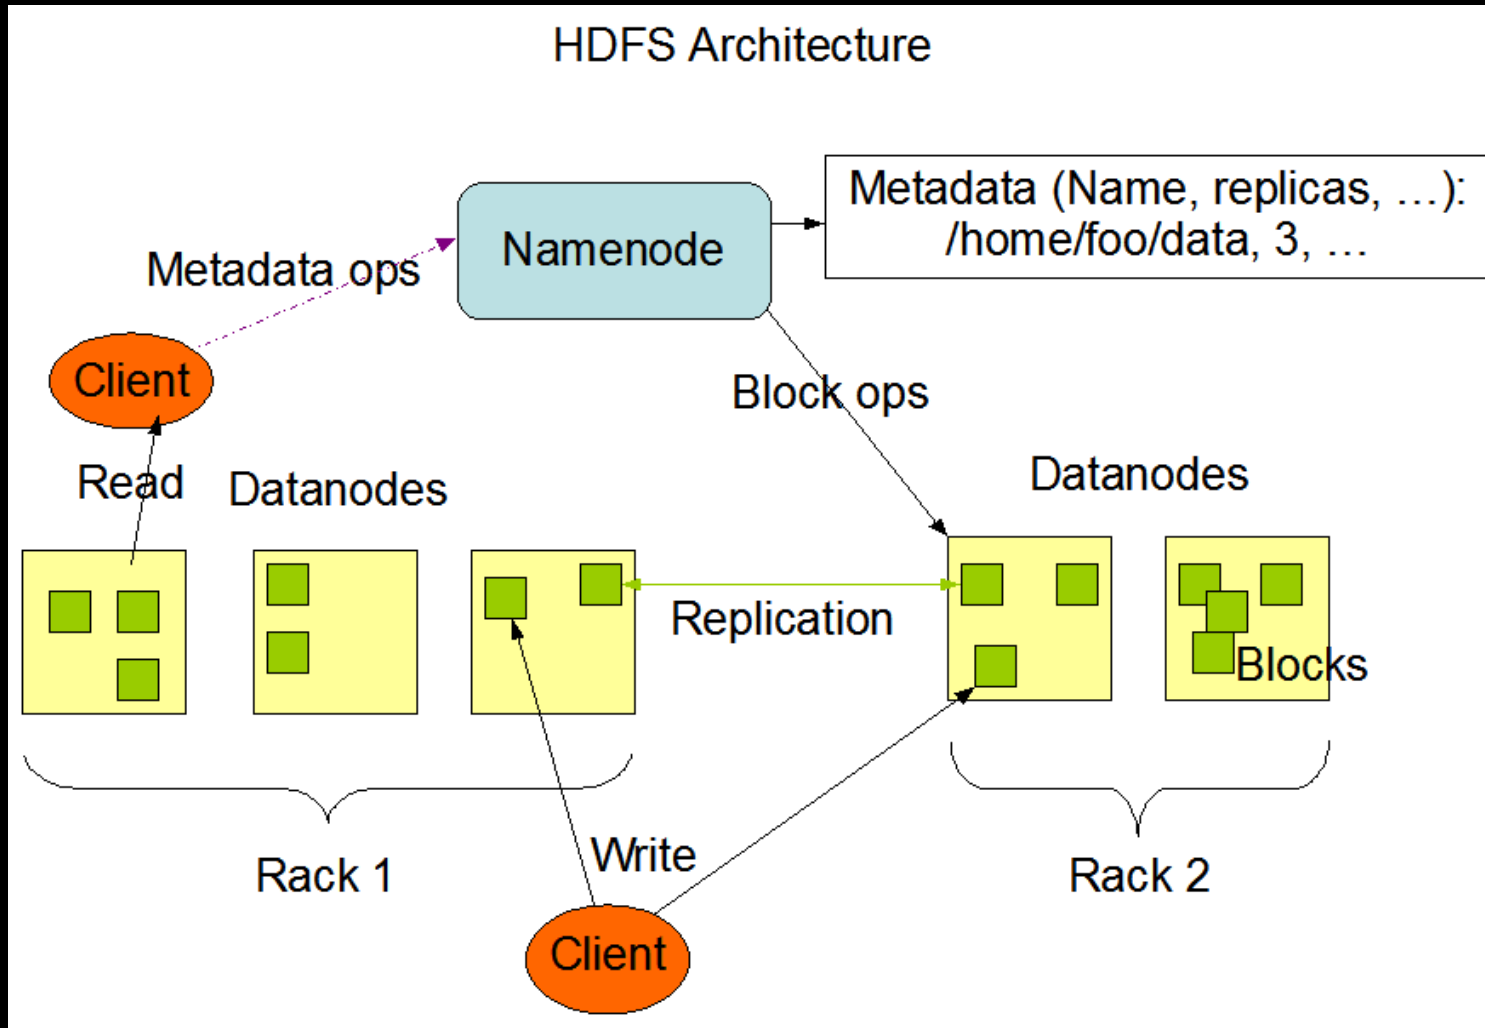 HDFS Architecture
Metadata (Name, replicas, …):
/home/foo/data, 3, …
Namenode
Metadata ops
Client
Block ops
Read
Datanodes
Datanodes
Replication
Blocks
Rack 1
Write
Rack 2
Client